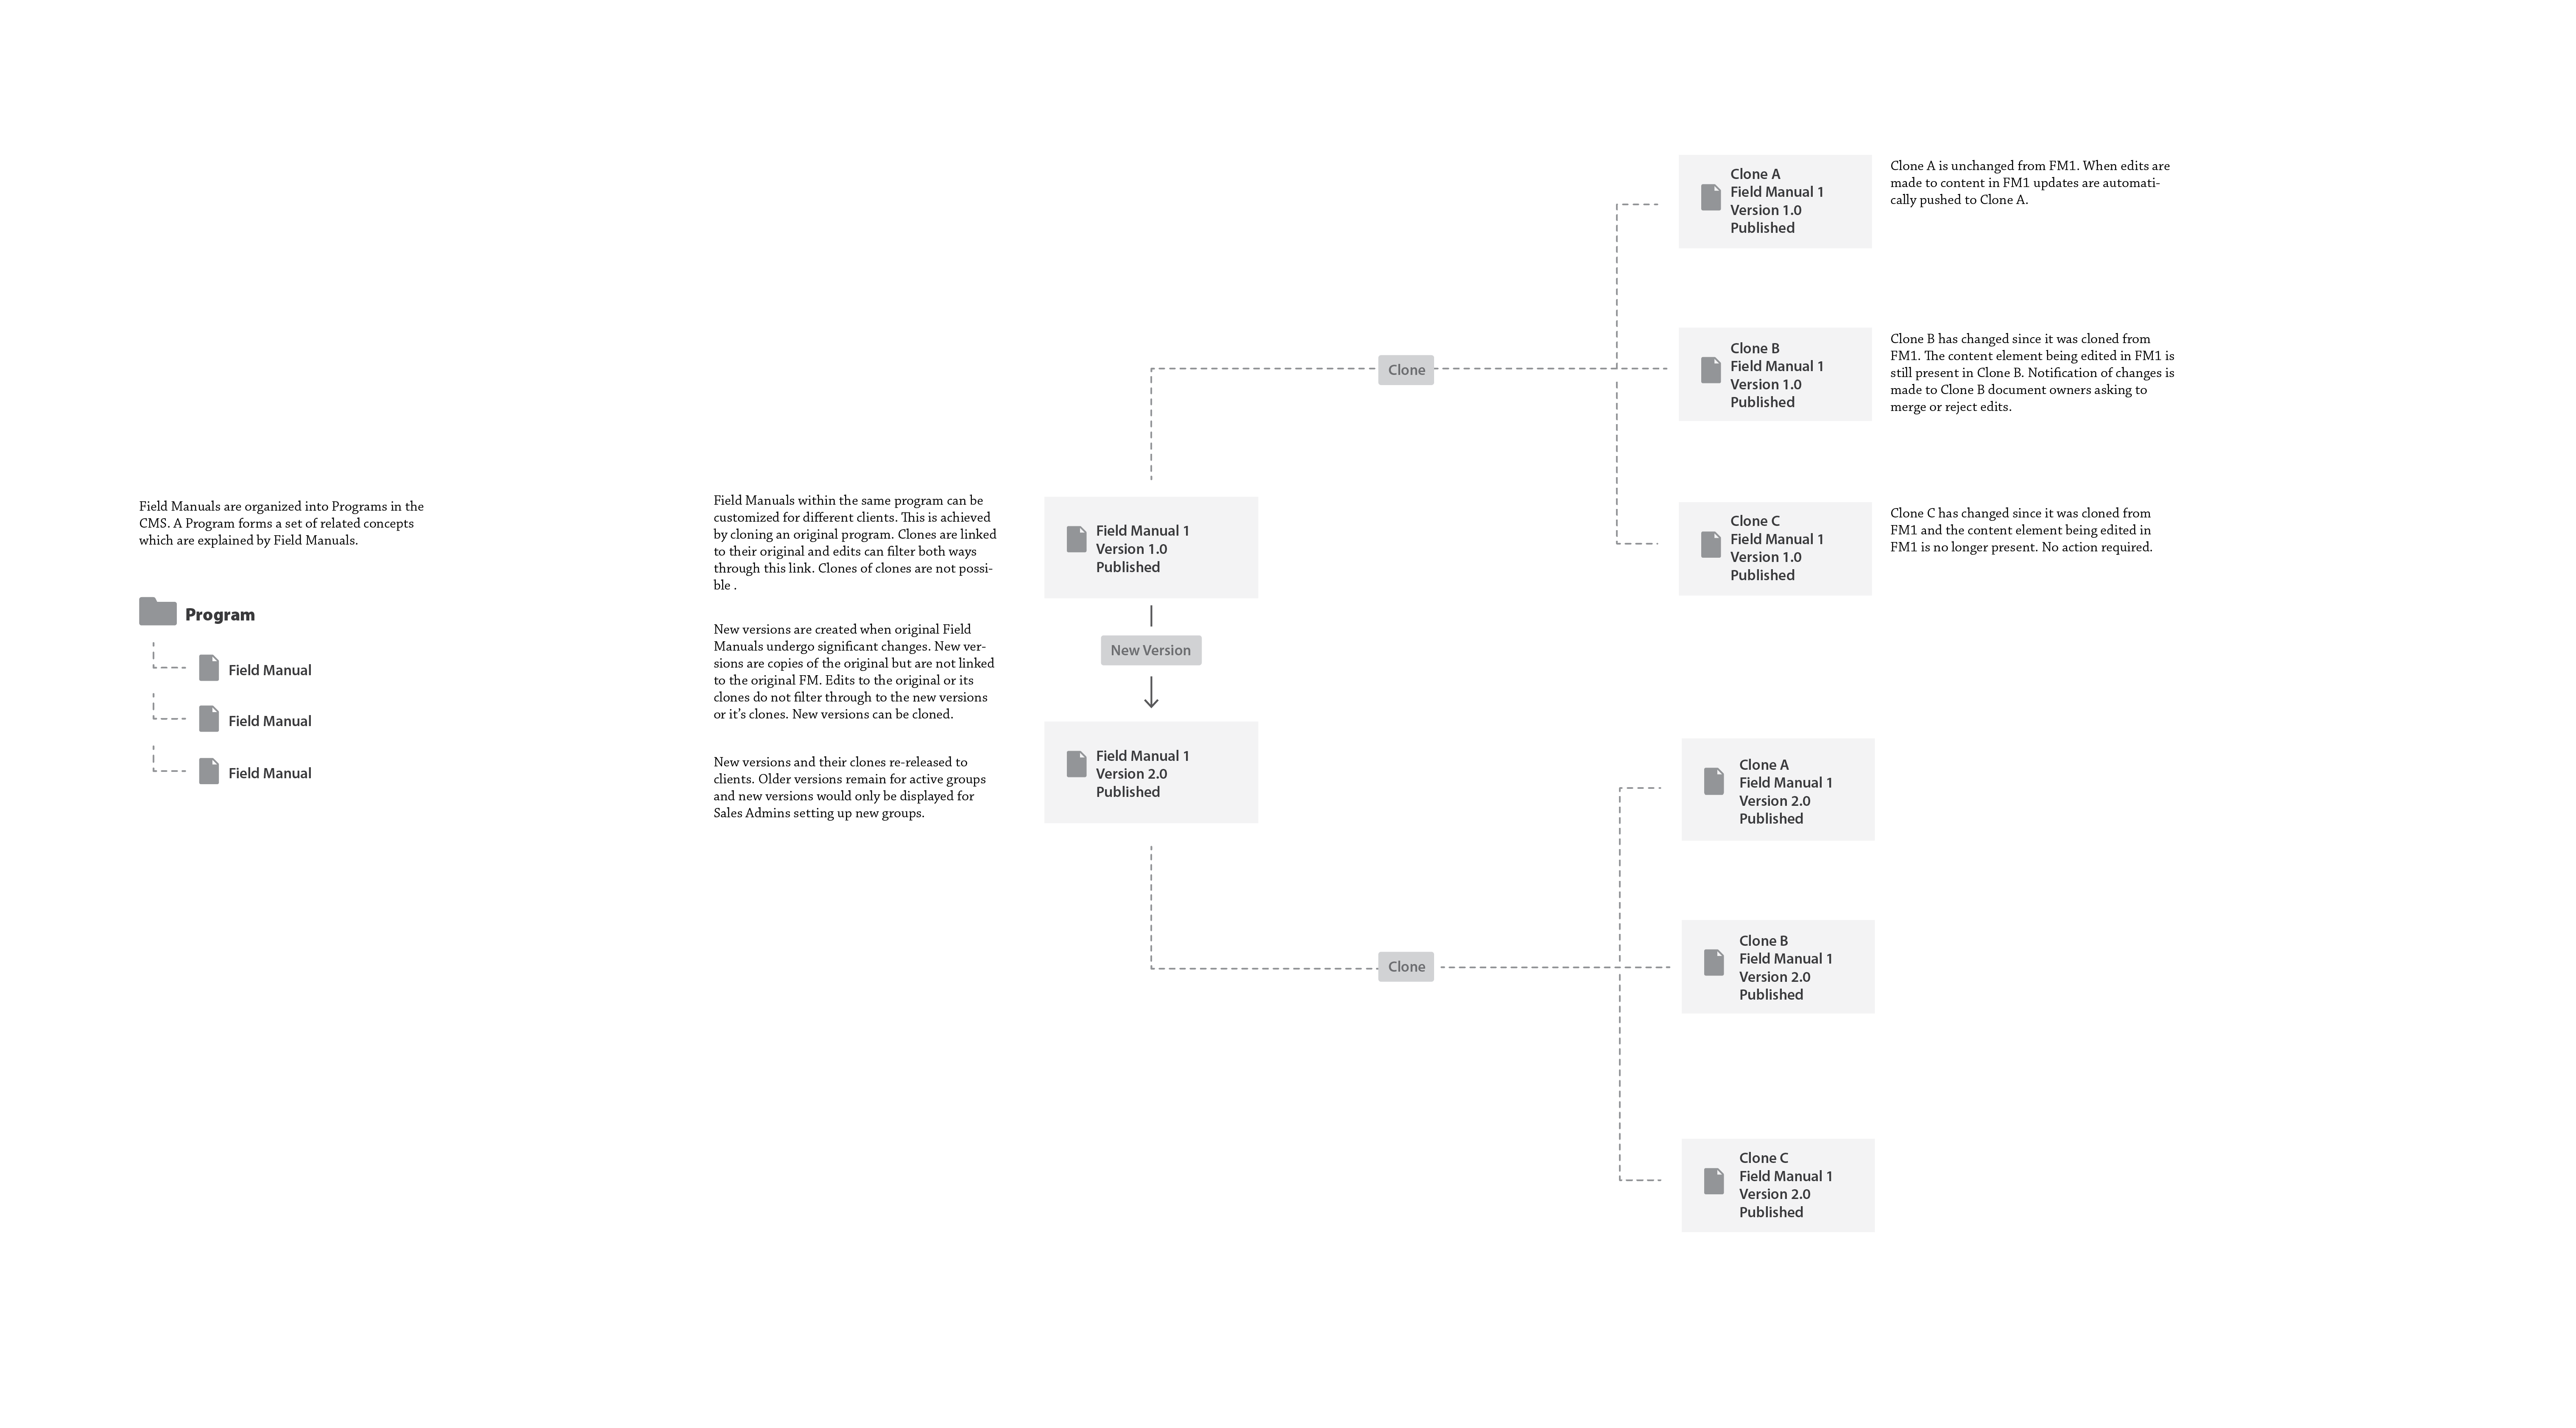 Field Manuals are organized into Programs in the
CMS. A Program forms a set of related concepts
which are explained by Field Manuals.
Program
Field Manual
Field Manual
Field Manual
Field Manuals within the same program can be
customized for different clients. This is achieved
by cloning an original program. Clones are linked
to their original and edits can filter both ways
through this link. Clones of clones are not possi-
ble .
New versions are created when original Field
Manuals undergo significant changes. New ver-
sions are copies of the original but are not linked
to the original FM. Edits to the original or its
clones do not filter through to the new versions
or it's clones. New versions can be cloned.
New versions and their clones re-released to
clients. Older versions remain for active groups
and new versions would only be displayed for
Sales Admins setting up new groups.
Field Manual 1
Version 1.0
Published
New Version
Field Manual 1
Version 2.0
Published
Clone
Clone A
Field Manual 1
Version 1.0
Published
Clone A is unchanged from FM1. When edits are
made to content in FM1 updates are automati-
cally pushed to Clone A.
Clone B
Field Manual 1
Version 1.0
Published
Clone B has changed since it was cloned from
FM1. The content element being edited in FM1 is
still present in Clone B. Notification of changes is
made to Clone B document owners asking to
merge or reject edits.
Clone C
Field Manual 1
Version 1.0
Published
Clone C has changed since it was cloned from
FM1 and the content element being edited in
FM1 is no longer present. No action required.
Clone
Clone A
Field Manual 1
Version 2.0
Published
Clone B
Field Manual 1
Version 2.0
Published
Clone C
Field Manual 1
Version 2.0
Published